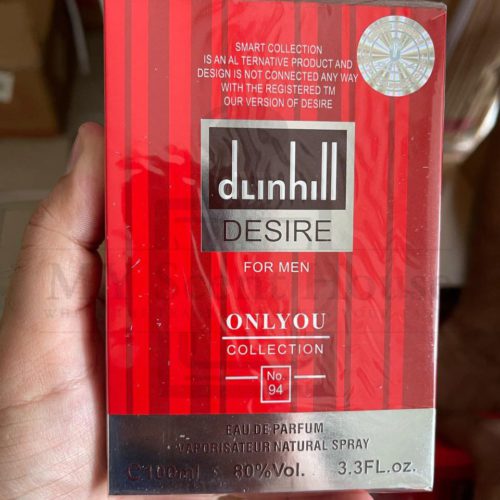 SMART COLLECTION
IS AN AL TERNATIVE PRODUCT AND
DESIGN IS NOT CONNECTED ANY WAY
WITH THE REGISTERED TM
OUR VERSION OF DESIRE
dunhill
DESIRE
FOR MEN
ONLYOU
COLLECTION
No.
94
EAU DE PARFUM
VAPORISATEUR NATURAL SPRAY
100ml 80%Vol. 3.3FL.oz.